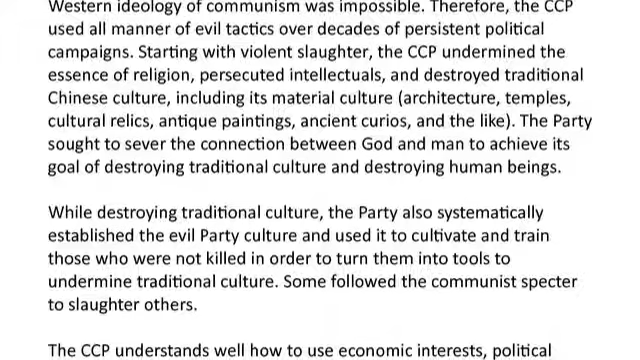 Western ideology of communism was impossible. Therefore, the CCP
used all manner of evil tactics over decades of persistent political
campaigns. Starting with violent slaughter, the CCP undermined the
essence of religion, persecuted intellectuals, and destroyed traditional
Chinese culture, including its material culture (architecture, temples,
cultural relics, antique paintings, ancient curios, and the like). The Party
sought to sever the connection between God and man to achieve its
goal of destroying traditional culture and destroying human beings.
While destroying traditional culture, the Party also systematically
established the evil Party culture and used it to cultivate and train
those who were not killed in order to turn them into tools to
undermine traditional culture. Some followed the communist specter
to slaughter others.
The CCP understands well how to use economic interests, political